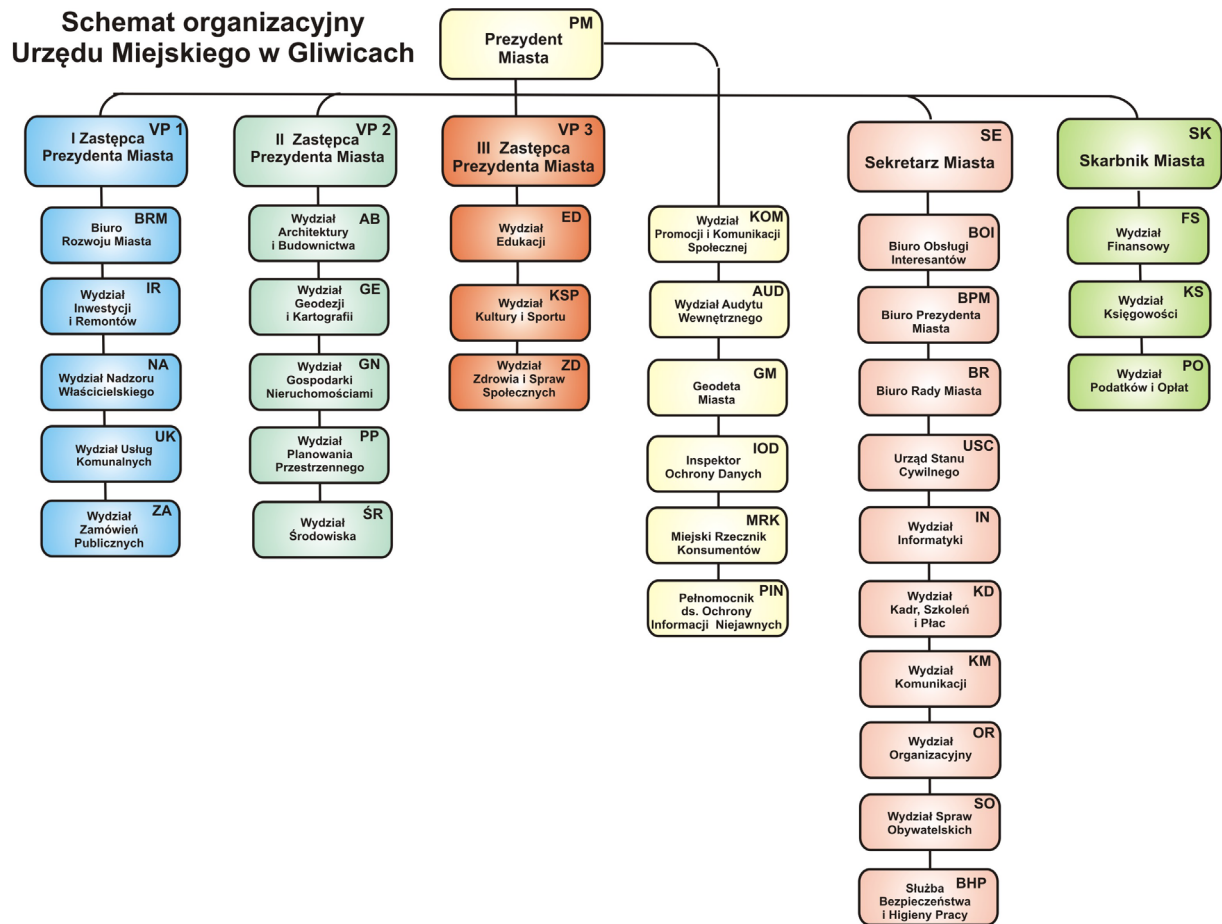 Schemat organizacyjny
Urzędu Miejskiego w Gliwicach
PM
Prezydent
Miasta
VP 1
I Zastępca
Prezydenta Miasta
BRM
Biuro
Rozwoju Miasta
IR
Wydział
Inwestycji
i Remontów
NA
Wydział Nadzoru
Właścicielskiego
UK
Wydział Usług
Komunalnych
ZA
Wydział
Zamówień
Publicznych
VP 2
II Zastępca
Prezydenta Miasta
AB
Wydział
Architektury
i Budownictwa
GE
Wydział
Geodezji
i Kartografii
GN
Wydział
Gospodarki
Nieruchomościami
PP
Wydział
Planowania
Przestrzennego
ŚR
Wydział
Środowiska
VP 3
III Zastępca
Prezydenta Miasta
ED
Wydział
Edukacji
KSP
Wydział
Kultury i Sportu
ZD
Wydział
Zdrowia i Spraw
Społecznych
KOM
Wydział
Promocji i Komunikacji
Społecznej
AUD
Wydział Audytu
Wewnętrznego
GM
Geodeta
Miasta
IOD
Inspektor
Ochrony Danych
MRK
Miejski Rzecznik
Konsumentów
PIN
Pełnomocnik
ds. Ochrony
Informacji Niejawnych
SE
Sekretarz Miasta
BOI
Biuro Obsługi
Interesantów
BPM
Biuro Prezydenta
Miasta
BR
Biuro Rady Miasta
USC
Urząd Stanu
Cywilnego
IN
Wydział
Informatyki
KD
Wydział
Kadr, Szkoleń
i Płac
KM
Wydział
Komunikacji
OR
Wydział
Organizacyjny
SO
Wydział Spraw
Obywatelskich
BHP
Służba
Bezpieczeństwa
i Higieny Pracy
SK
Skarbnik Miasta
FS
Wydział
Finansowy
KS
Wydział
Księgowości
PO
Wydział
Podatków i Opłat